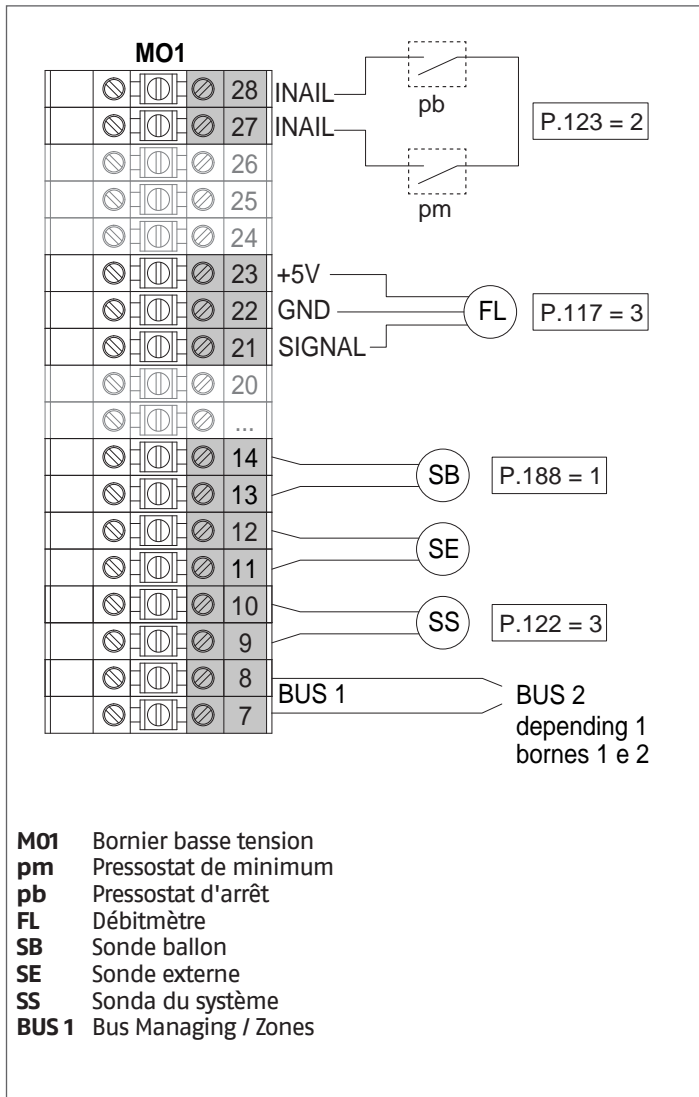 MO1
28 INAIL
pb
27 INAIL
P.123 = 2
26
25
pm
24
23 +5V
22 GND
FL
P.117 = 3
21 SIGNAL
20
...
14
SB
P.188 = 1
13
12
SE
11
10
SS
P.122 = 3
9
8
BUS 1
BUS 2
7
depending 1
bornes 1 e 2
M01 Bornier basse tension
pm Pressostat de minimum
pb Pressostat d'arrêt
FL Débitmètre
SB Sonde ballon
SE Sonde externe
SS Sonda du système
BUS 1 Bus Managing / Zones